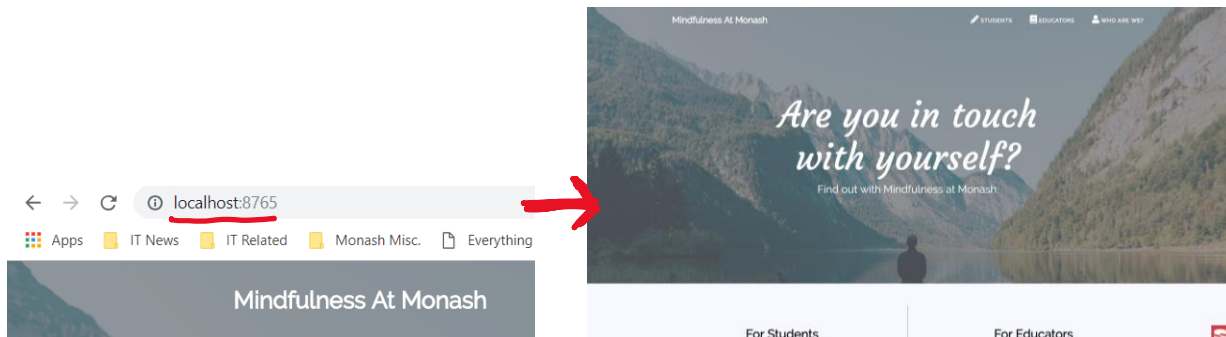 localhost:8765
Apps IT News IT Related Monash Misc. Everything
Mindfulness At Monash
Mindfulness At Monash STUDENTS EDUCATORS WHO ARE WE?
Are you in touch
with yourself?
Find out with Mindfulness at Monash.
For Students For Educators